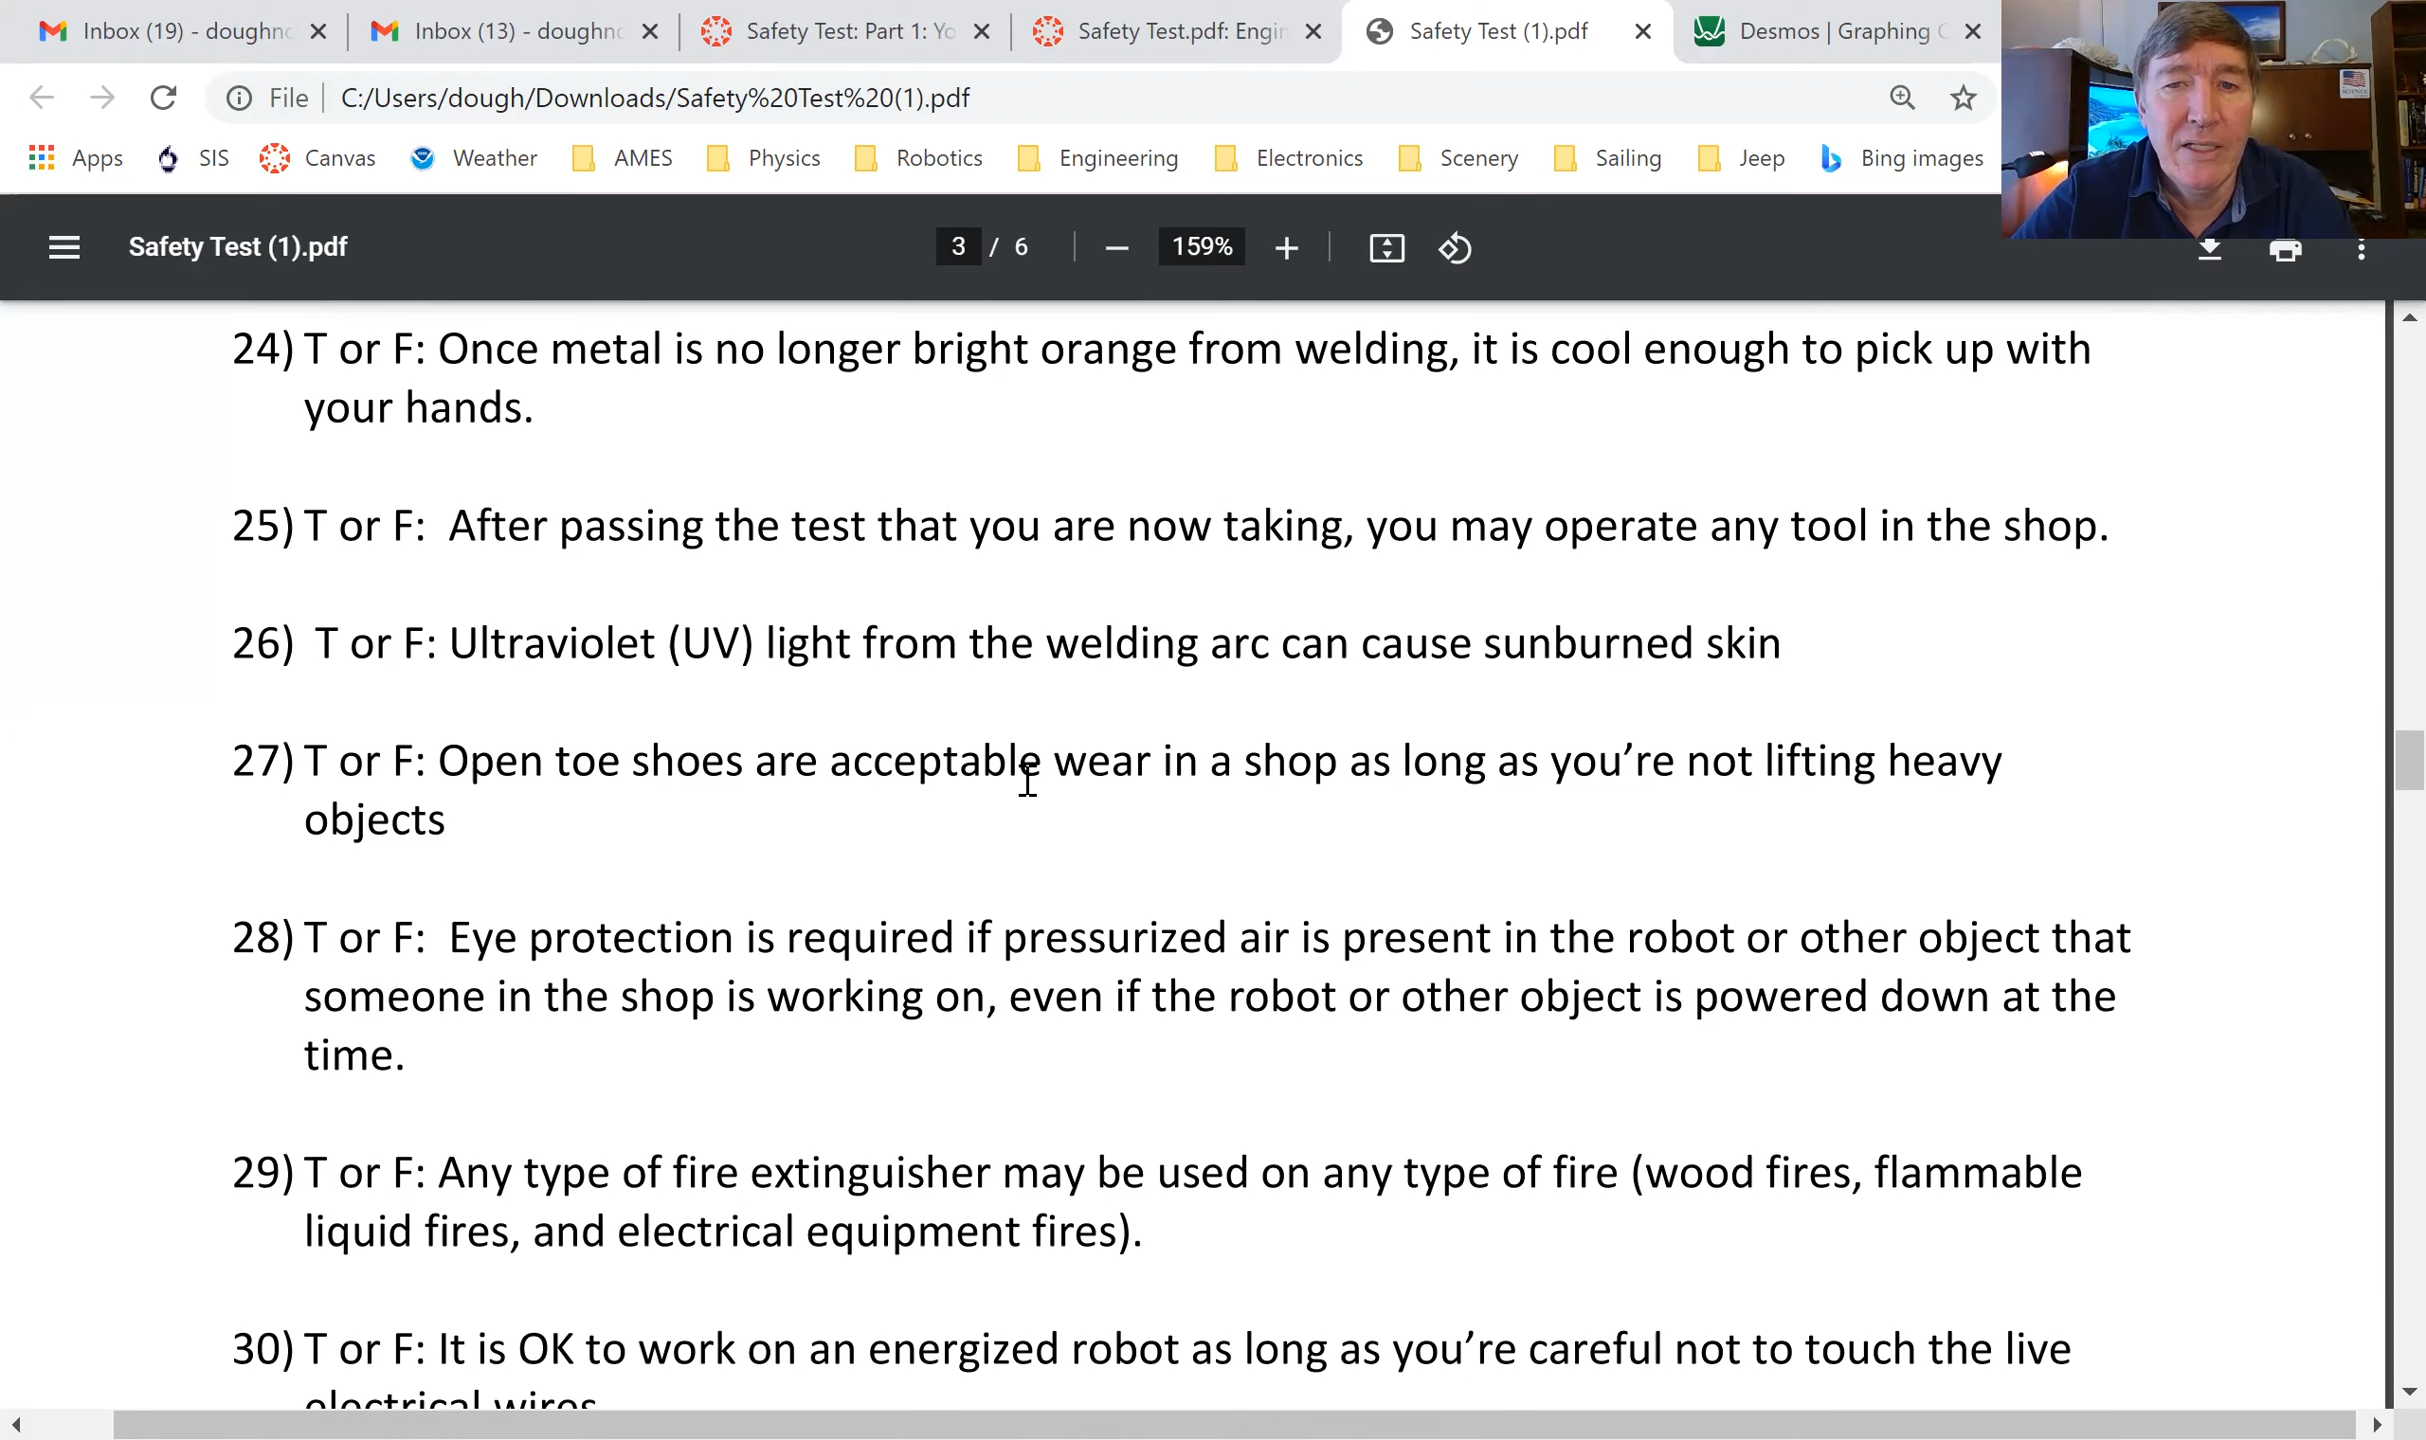 Inbox (19) - doughnc
Inbox (13) - doughnc
Safety Test: Part 1: Yo
Safety Test.pdf: Engin
Safety Test (1).pdf
Desmos | Graphing C
File
C:/Users/dough/Downloads/Safety%20Test%20(1).pdf
Apps
SIS
Canvas
Weather
AMES
Physics
Robotics
Engineering
Electronics
Scenery
Sailing
Jeep
Bing images
Safety Test (1).pdf
3 / 6
159%
24) T or F: Once metal is no longer bright orange from welding, it is cool enough to pick up with
your hands.
25) T or F: After passing the test that you are now taking, you may operate any tool in the shop.
26) T or F: Ultraviolet (UV) light from the welding arc can cause sunburned skin
27) T or F: Open toe shoes are acceptable wear in a shop as long as you’re not lifting heavy
objects
28) T or F: Eye protection is required if pressurized air is present in the robot or other object that
someone in the shop is working on, even if the robot or other object is powered down at the
time.
29) T or F: Any type of fire extinguisher may be used on any type of fire (wood fires, flammable
liquid fires, and electrical equipment fires).
30) T or F: It is OK to work on an energized robot as long as you’re careful not to touch the live
electrical wires